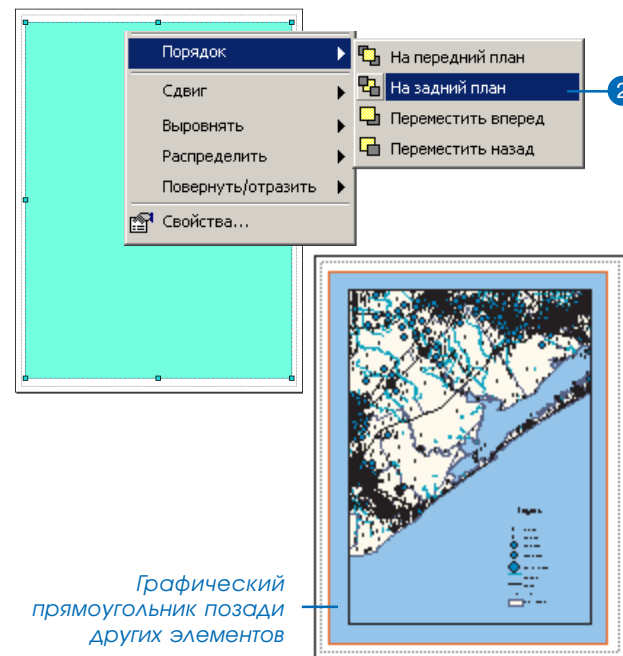 Порядок
На передний план
На задний план
2
Сдвиг
Переместить вперед
Выровнять
Переместить назад
Распределить
Повернуть/отразить
Свойства...
Графический
прямоугольник позади
других элементов